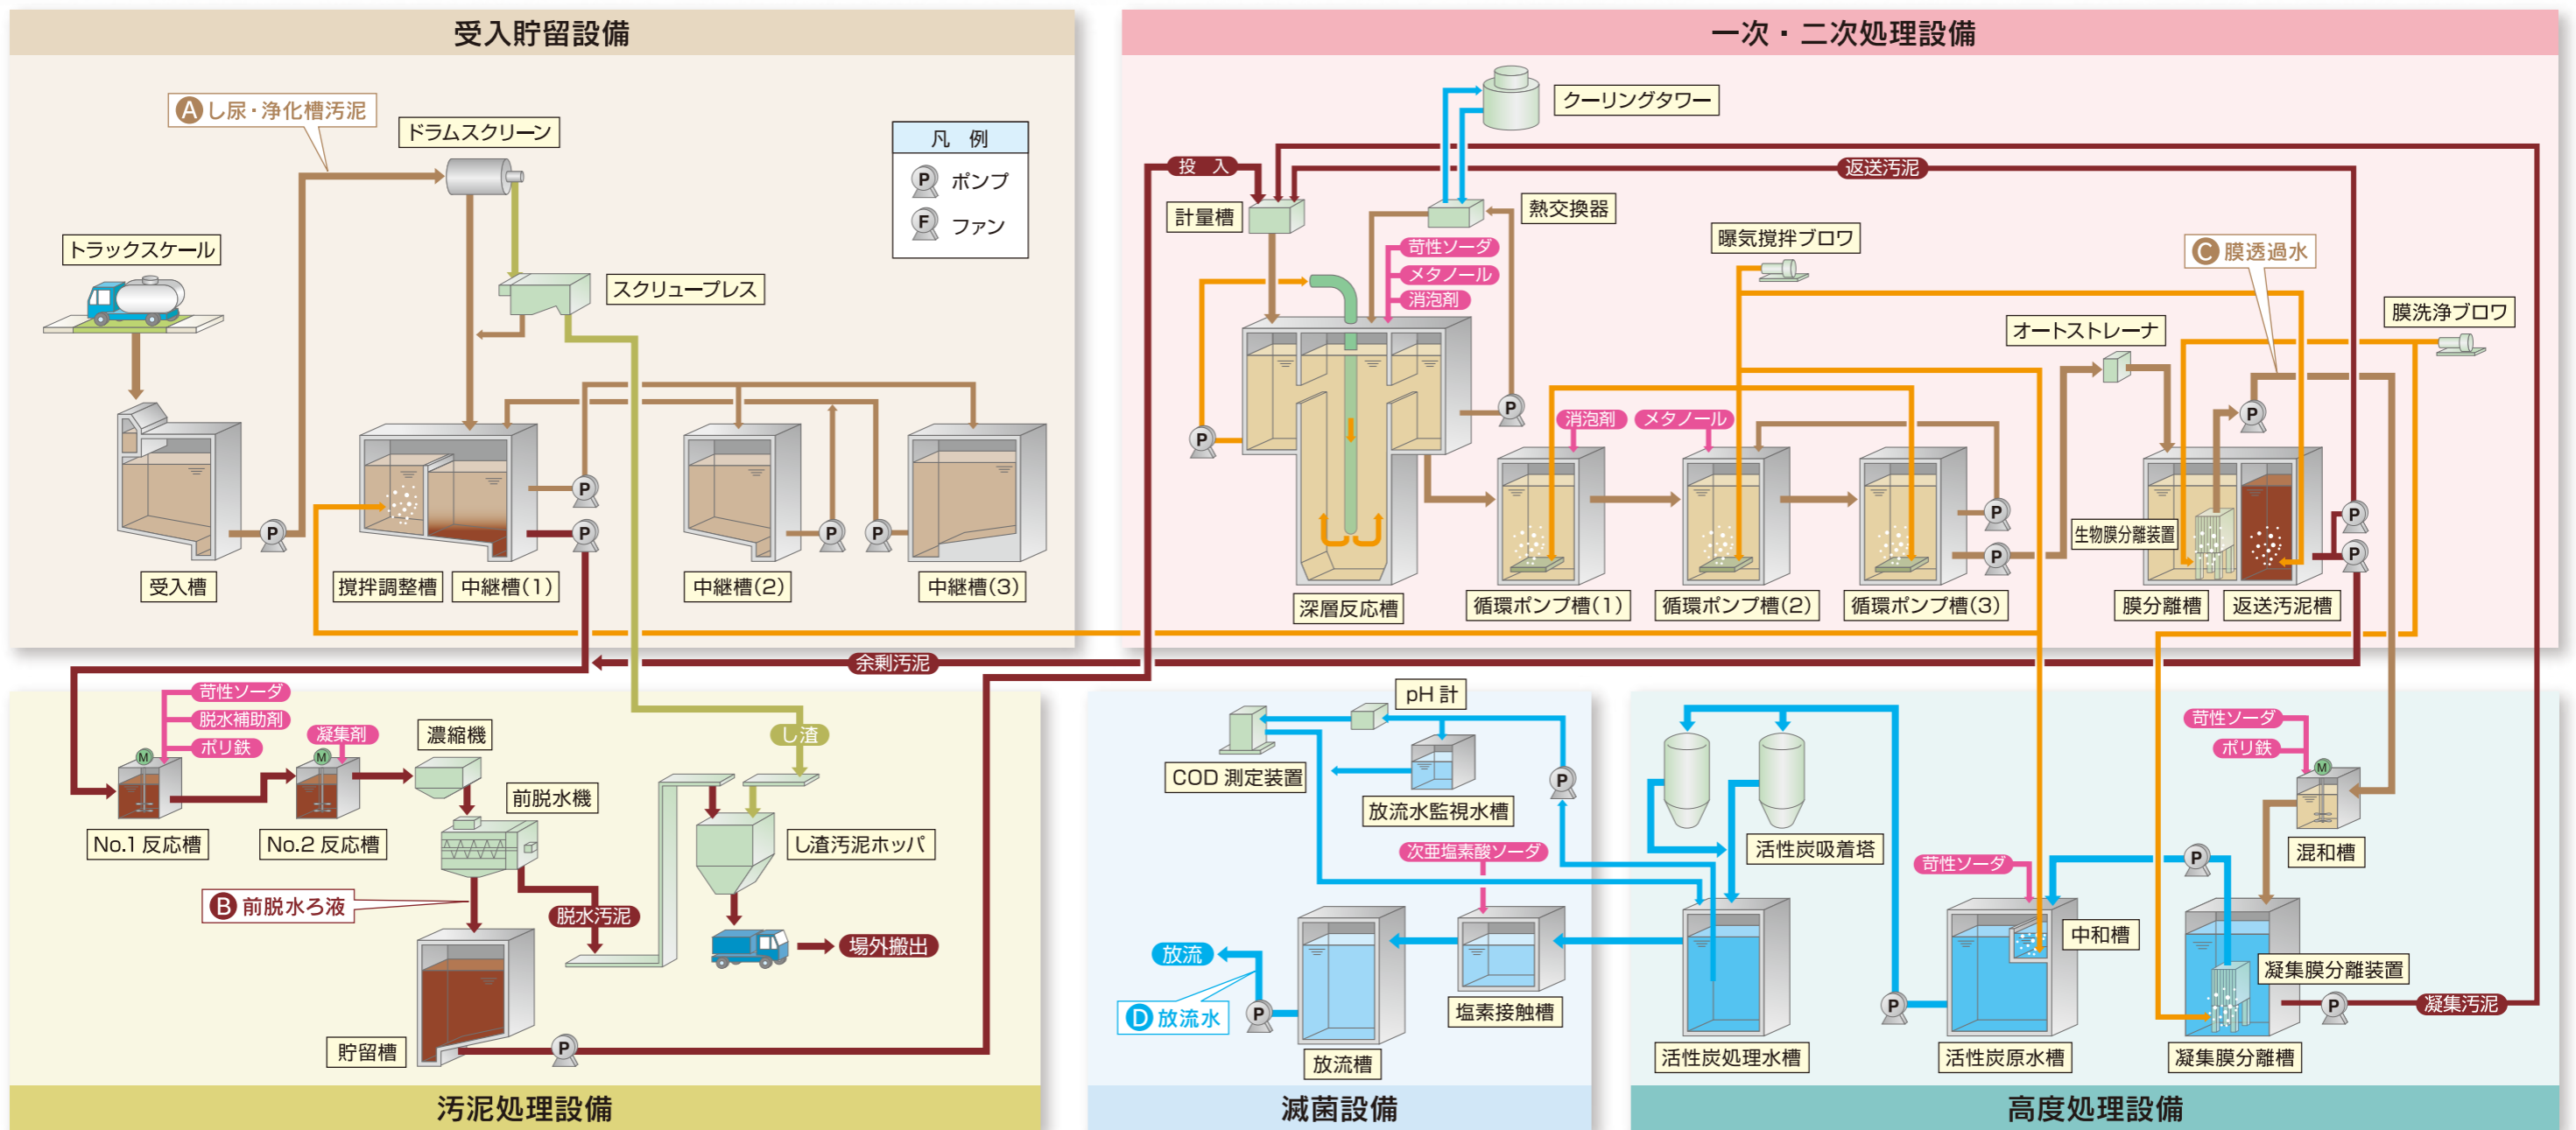 受入貯留設備
A し尿・浄化槽汚泥
ドラムスクリーン
凡 例
P ポンプ
F ファン
トラックスケール
スクリュープレス
P
P
P
P
P
受入槽
撹拌調整槽
中継槽(1)
中継槽(2)
中継槽(3)
一次・二次処理設備
クーリングタワー
投 入
返送汚泥
計量槽
熱交換器
苛性ソーダ
メタノール
消泡剤
曝気撹拌ブロワ
C 膜透過水
膜洗浄ブロワ
オートストレーナ
P
P
P
消泡剤
メタノール
P
P
P
P
生物膜分離装置
深層反応槽
循環ポンプ槽(1)
循環ポンプ槽(2)
循環ポンプ槽(3)
膜分離槽
返送汚泥槽
余剰汚泥
苛性ソーダ
脱水補助剤
ポリ鉄
凝集剤
濃縮機
M
M
No.1 反応槽
No.2 反応槽
前脱水機
し渣
し渣汚泥ホッパ
B 前脱水ろ液
脱水汚泥
場外搬出
貯留槽
P
汚泥処理設備
pH 計
COD 測定装置
放流水監視水槽
P
次亜塩素酸ソーダ
放流
D 放流水
P
塩素接触槽
放流槽
滅菌設備
苛性ソーダ
ポリ鉄
M
混和槽
活性炭吸着塔
苛性ソーダ
P
中和槽
凝集膜分離装置
P
P
凝集汚泥
活性炭処理水槽
活性炭原水槽
凝集膜分離槽
高度処理設備